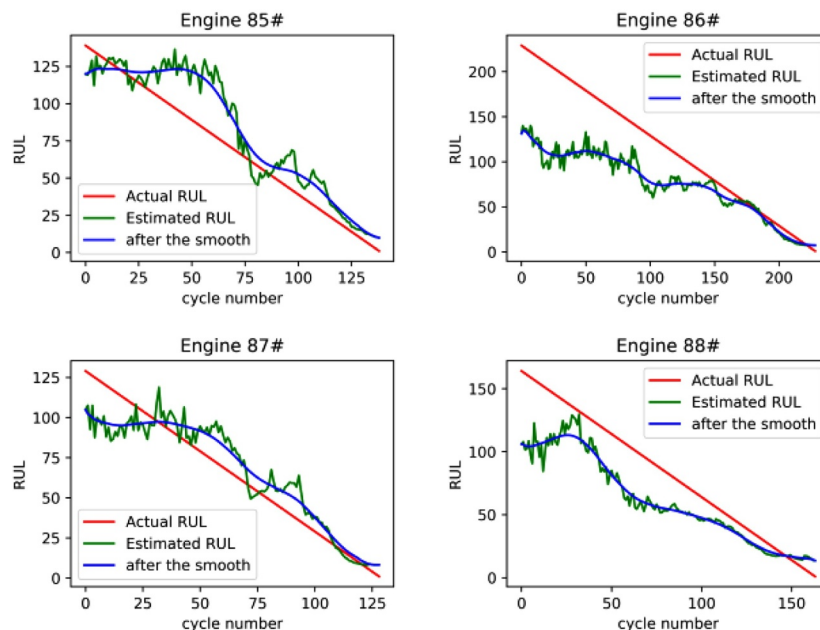 Engine 85#
RUL
125
100
75
50
25
0
Actual RUL
Estimated RUL
after the smooth
0 25 50 75 100 125
cycle number
Engine 86#
RUL
200
150
100
50
0
Actual RUL
Estimated RUL
after the smooth
0 50 100 150 200
cycle number
Engine 87#
RUL
125
100
75
50
25
0
Actual RUL
Estimated RUL
after the smooth
0 25 50 75 100 125
cycle number
Engine 88#
RUL
150
100
50
0
Actual RUL
Estimated RUL
after the smooth
0 50 100 150
cycle number